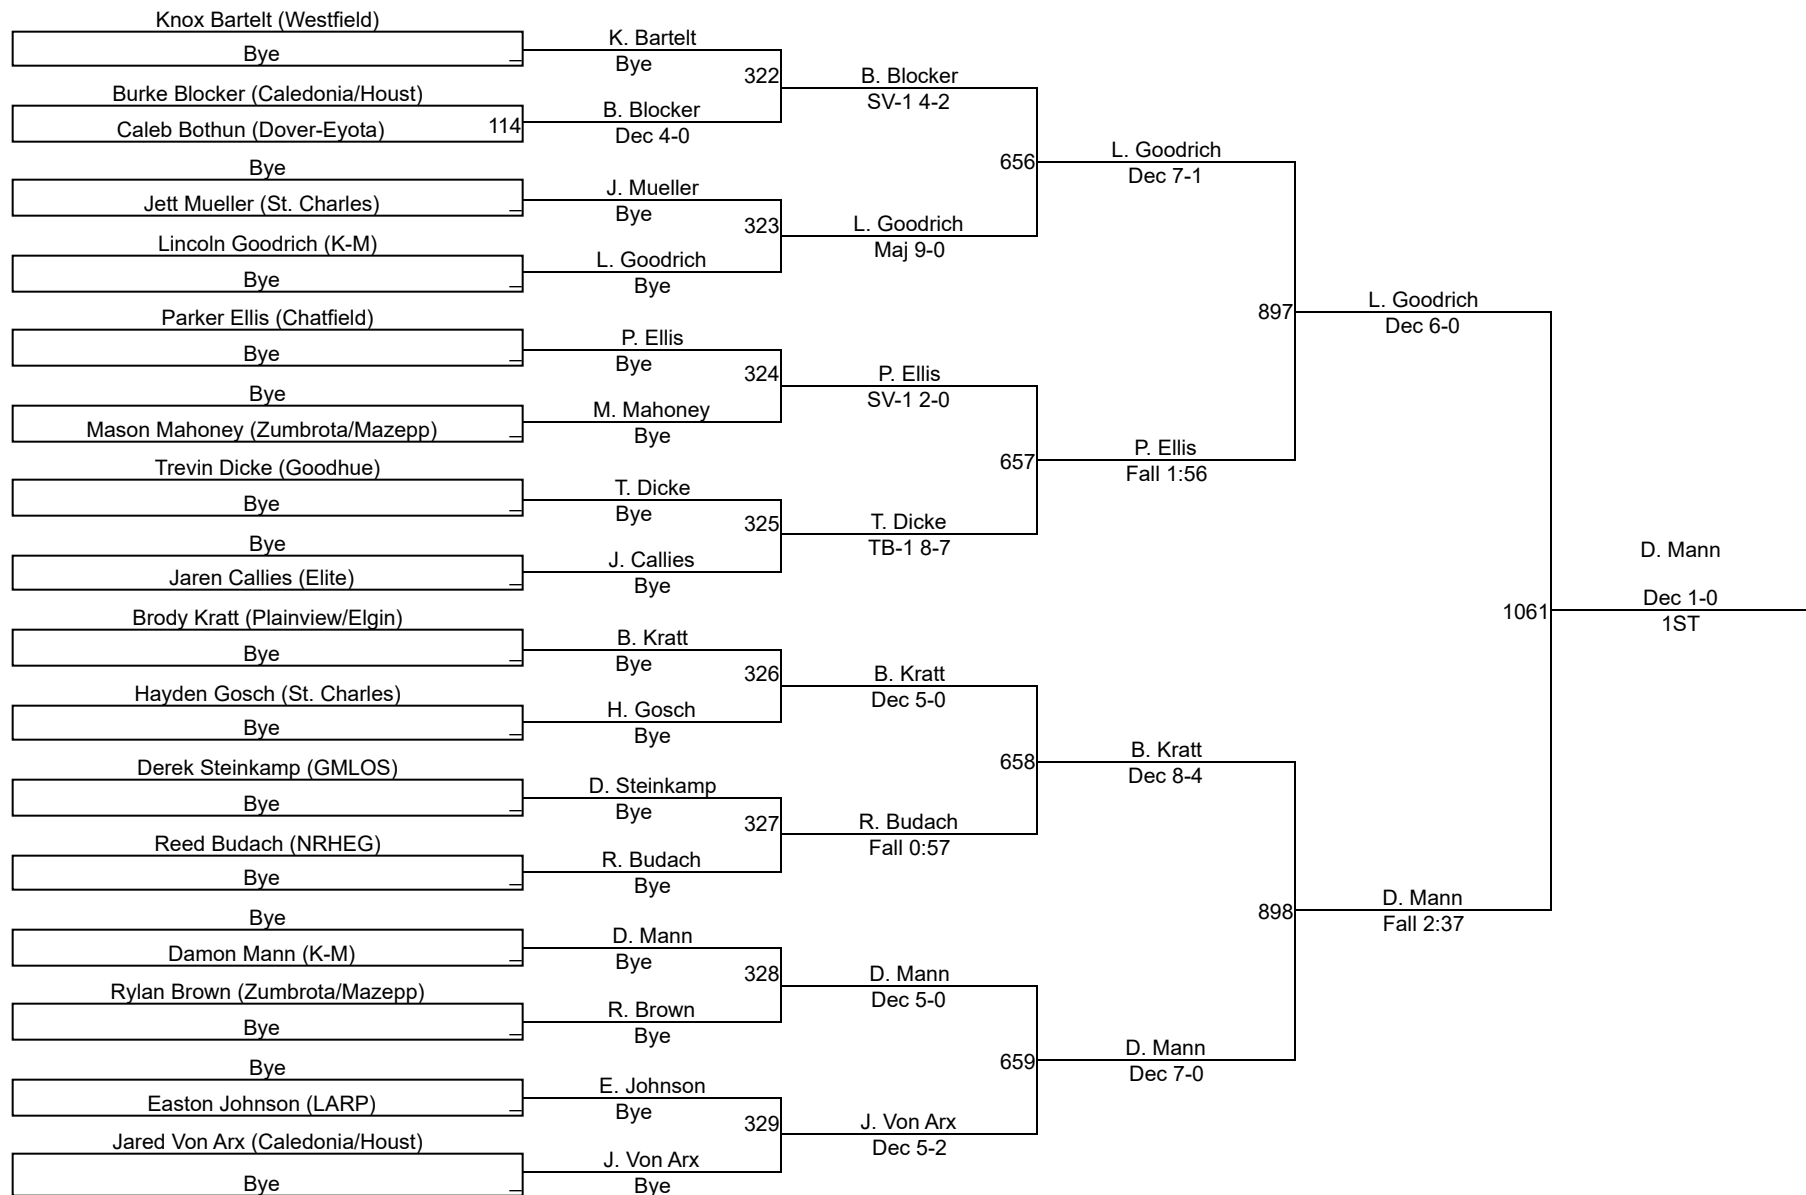 Knox Bartelt (Westfield)
Bye
Burke Blocker (Caledonia/Houst)
Caleb Bothun (Dover-Eyota) 114
Bye
Jett Mueller (St. Charles)
Lincoln Goodrich (K-M)
Bye
Parker Ellis (Chatfield)
Bye
Bye
Mason Mahoney (Zumbrota/Mazepp)
Trevin Dicke (Goodhue)
Bye
Bye
Jaren Callies (Elite)
Brody Kratt (Plainview/Elgin)
Bye
Hayden Gosch (St. Charles)
Bye
Derek Steinkamp (GMLOS)
Bye
Reed Budach (NRHEG)
Bye
Bye
Damon Mann (K-M)
Rylan Brown (Zumbrota/Mazepp)
Bye
Bye
Easton Johnson (LARP)
Jared Von Arx (Caledonia/Houst)
Bye
K. Bartelt
Bye
322
B. Blocker
Dec 4-0
J. Mueller
Bye
323
L. Goodrich
Bye
P. Ellis
Bye
324
M. Mahoney
Bye
T. Dicke
Bye
325
J. Callies
Bye
B. Kratt
Bye
326
H. Gosch
Bye
D. Steinkamp
Bye
327
R. Budach
Bye
D. Mann
Bye
328
R. Brown
Bye
E. Johnson
Bye
329
J. Von Arx
Bye
B. Blocker
SV-1 4-2
656
L. Goodrich
Maj 9-0
P. Ellis
SV-1 2-0
657
T. Dicke
TB-1 8-7
B. Kratt
Dec 5-0
658
R. Budach
Fall 0:57
D. Mann
Dec 5-0
659
J. Von Arx
Dec 5-2
L. Goodrich
Dec 7-1
897
P. Ellis
Fall 1:56
B. Kratt
Dec 8-4
898
D. Mann
Dec 7-0
L. Goodrich
Dec 6-0
1061
D. Mann
Fall 2:37
D. Mann
Dec 1-0
1ST